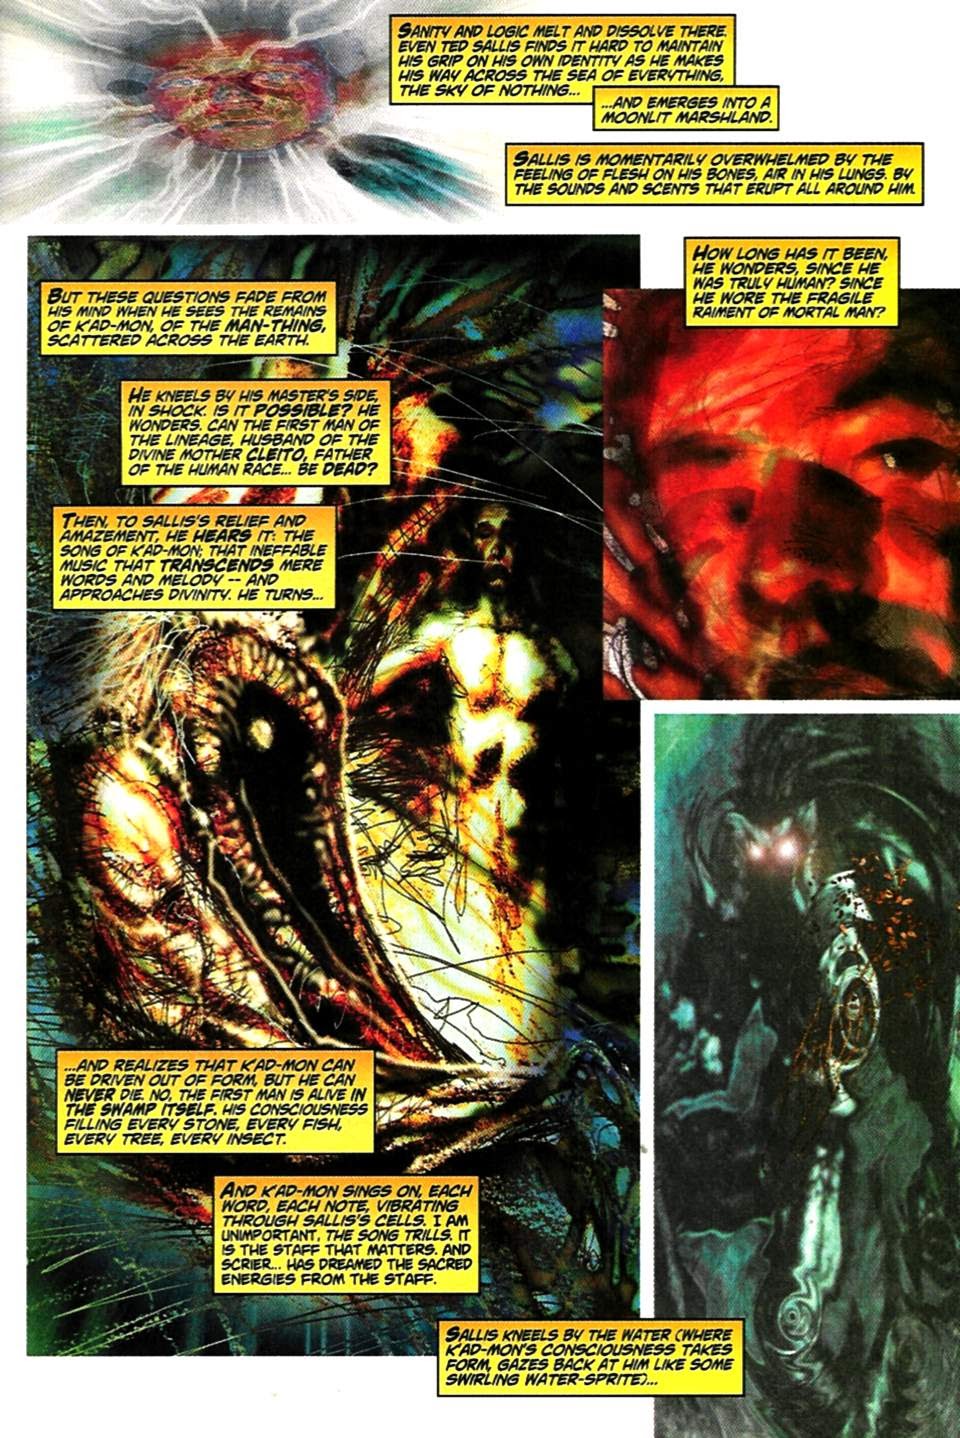 SANITY AND LOGIC MELT AND DISSOLVE THERE.
EVEN TED SALLIS FINDS IT HARD TO MAINTAIN
HIS GRIP ON HIS OWN IDENTITY AS HE MAKES
HIS WAY ACROSS THE SEA OF EVERYTHING,
THE SKY OF NOTHING...
...AND EMERGES INTO A
MOONLIT MARSHLAND.
SALLIS IS MOMENTARILY OVERWHELMED BY THE
FEELING OF FLESH ON HIS BONES, AIR IN HIS LUNGS. BY
THE SOUNDS AND SCENTS THAT ERUPT ALL AROUND HIM.
HOW LONG HAS IT BEEN,
HE WONDERS, SINCE HE
WAS TRULY HUMAN? SINCE
HE WORE THE FRAGILE
RAIMENT OF MORTAL MAN?
BUT THESE QUESTIONS FADE FROM
HIS MIND WHEN HE SEES THE REMAINS
OF K'AD-MON, OF THE MAN-THING,
SCATTERED ACROSS THE EARTH.
HE KNEELS BY HIS MASTER'S SIDE,
IN SHOCK. IS IT POSSIBLE? HE
WONDERS. CAN THE FIRST MAN OF
THE LINEAGE, HUSBAND OF THE
DIVINE MOTHER CLEITO, FATHER
OF THE HUMAN RACE... BE DEAD?
THEN, TO SALLIS'S RELIEF AND
AMAZEMENT, HE HEARS IT: THE
SONG OF K'AD-MON; THAT INEFFABLE
MUSIC THAT TRANSCENDS MERE
WORDS AND MELODY -- AND
APPROACHES DIVINITY. HE TURNS...
...AND REALIZES THAT K'AD-MON CAN
BE DRIVEN OUT OF FORM, BUT HE CAN
NEVER DIE. NO, THE FIRST MAN IS ALIVE IN
THE SWAMP ITSELF. HIS CONSCIOUSNESS
FILLING EVERY STONE, EVERY FISH,
EVERY TREE, EVERY INSECT.
AND K'AD-MON SINGS ON, EACH
WORD, EACH NOTE, VIBRATING
THROUGH SALLIS'S CELLS. I AM
UNIMPORTANT, THE SONG TRILLS. IT
IS THE STAFF THAT MATTERS. AND
SCRIER... HAS DREAMED THE SACRED
ENERGIES FROM THE STAFF.
SALLIS KNEELS BY THE WATER (WHERE
K'AD-MON'S CONSCIOUSNESS TAKES
FORM, GAZES BACK AT HIM LIKE SOME
SWIRLING WATER-SPRITE)...